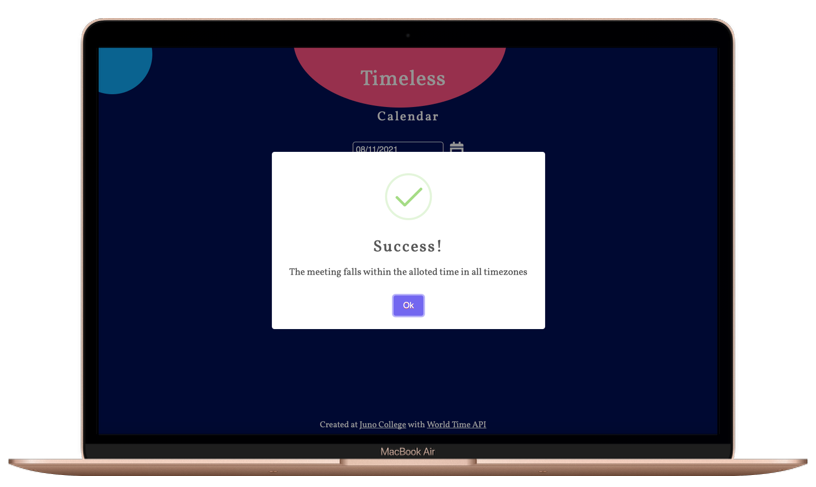 Timeless
Calendar
08/11/2021
Success!
The meeting falls within the alloted time in all timezones
Ok
Created at Juno College with World Time API
MacBook Air